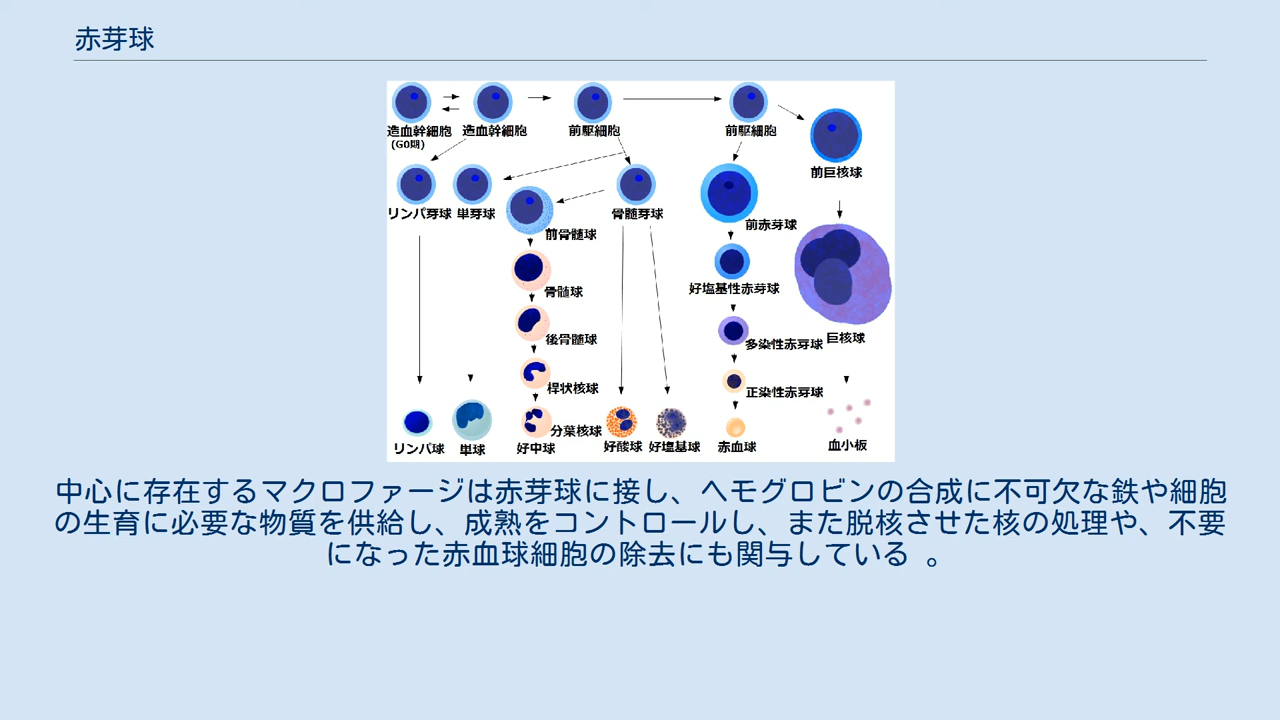 赤芽球
造血幹細胞
(G0期)
造血幹細胞
前駆細胞
前駆細胞
前巨核球
リンパ芽球
単芽球
前骨髄球
骨髄芽球
前赤芽球
骨髄球
好塩基性赤芽球
後骨髄球
多染性赤芽球
巨核球
桿状核球
正染性赤芽球
分葉核球
リンパ球
単球
好中球
好酸球
好塩基球
赤血球
血小板
中心に存在するマクロファージは赤芽球に接し、ヘモグロビンの合成に不可欠な鉄や細胞
の生育に必要な物質を供給し、成熟をコントロールし、また脱核させた核の処理や、不要
になった赤血球細胞の除去にも関与している 。